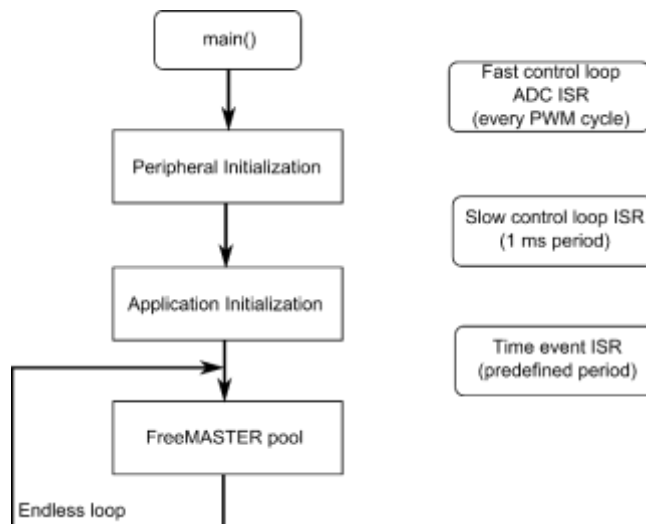 main()
Peripheral Initialization
Application Initialization
FreeMASTER pool
Endless loop
Fast control loop
ADC ISR
(every PWM cycle)
Slow control loop ISR
(1 ms period)
Time event ISR
(predefined period)